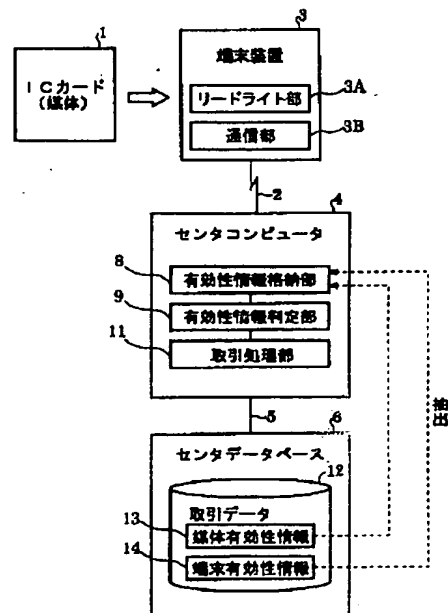 1
ICカード
(媒体)
3
端末装置
リードライト部
3A
通信部
3B
2
4
センタコンピュータ
8
有効性情報格納部
9
有効性情報判定部
11
取引処理部
抽出
5
6
センタデータベース
12
取引データ
13
媒体有効性情報
14
端末有効性情報